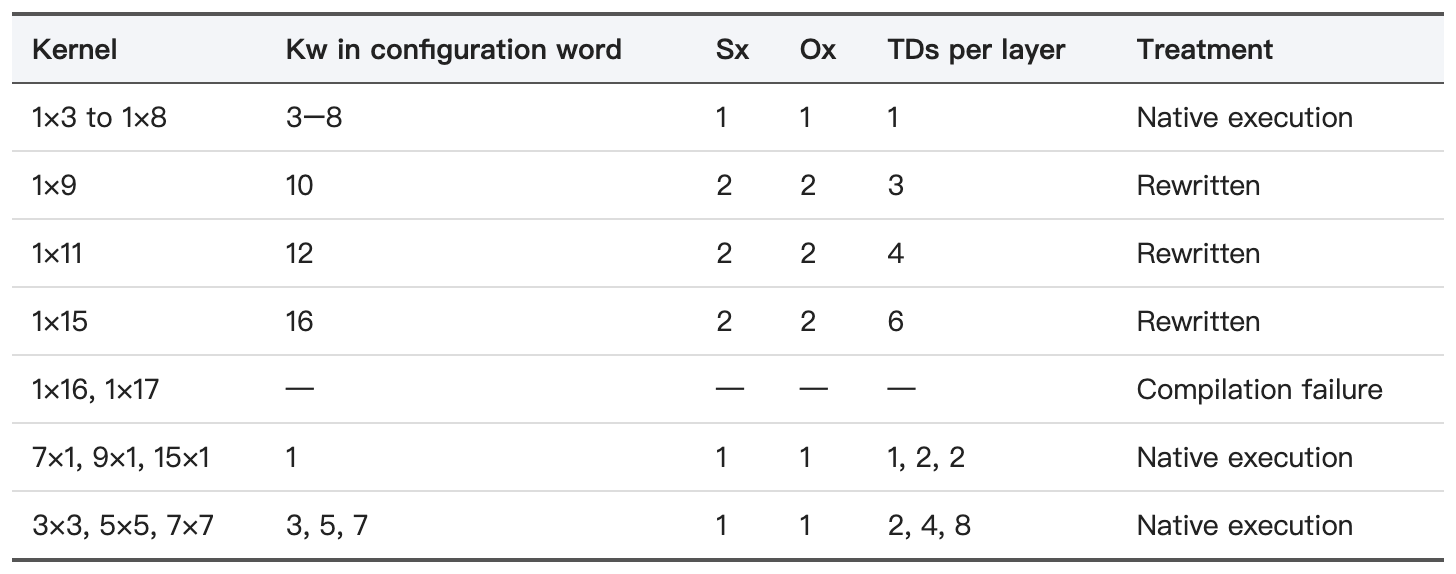 Kernel Kw in configuration word Sx Ox TDs per layer Treatment
1×3 to 1×8 3—8 1 1 1 Native execution
1×9 10 2 2 3 Rewritten
1×11 12 2 2 4 Rewritten
1×15 16 2 2 6 Rewritten
1×16, 1×17 — — — — Compilation failure
7×1, 9×1, 15×1 1 1 1 1, 2, 2 Native execution
3×3, 5×5, 7×7 3, 5, 7 1 1 2, 4, 8 Native execution